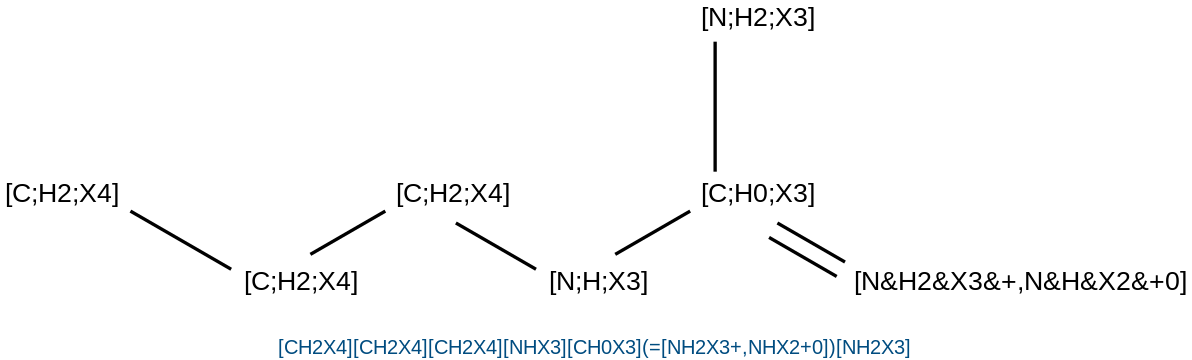 [N;H2;X3]
[C;H2;X4] [C;H2;X4] [C;H0;X3]
[C;H2;X4] [N;H;X3] [N&H2&X3&+,N&H&X2&+0]
[CH2X4][CH2X4][CH2X4][NHX3][CH0X3](=[NH2X3+,NHX2+0])[NH2X3]